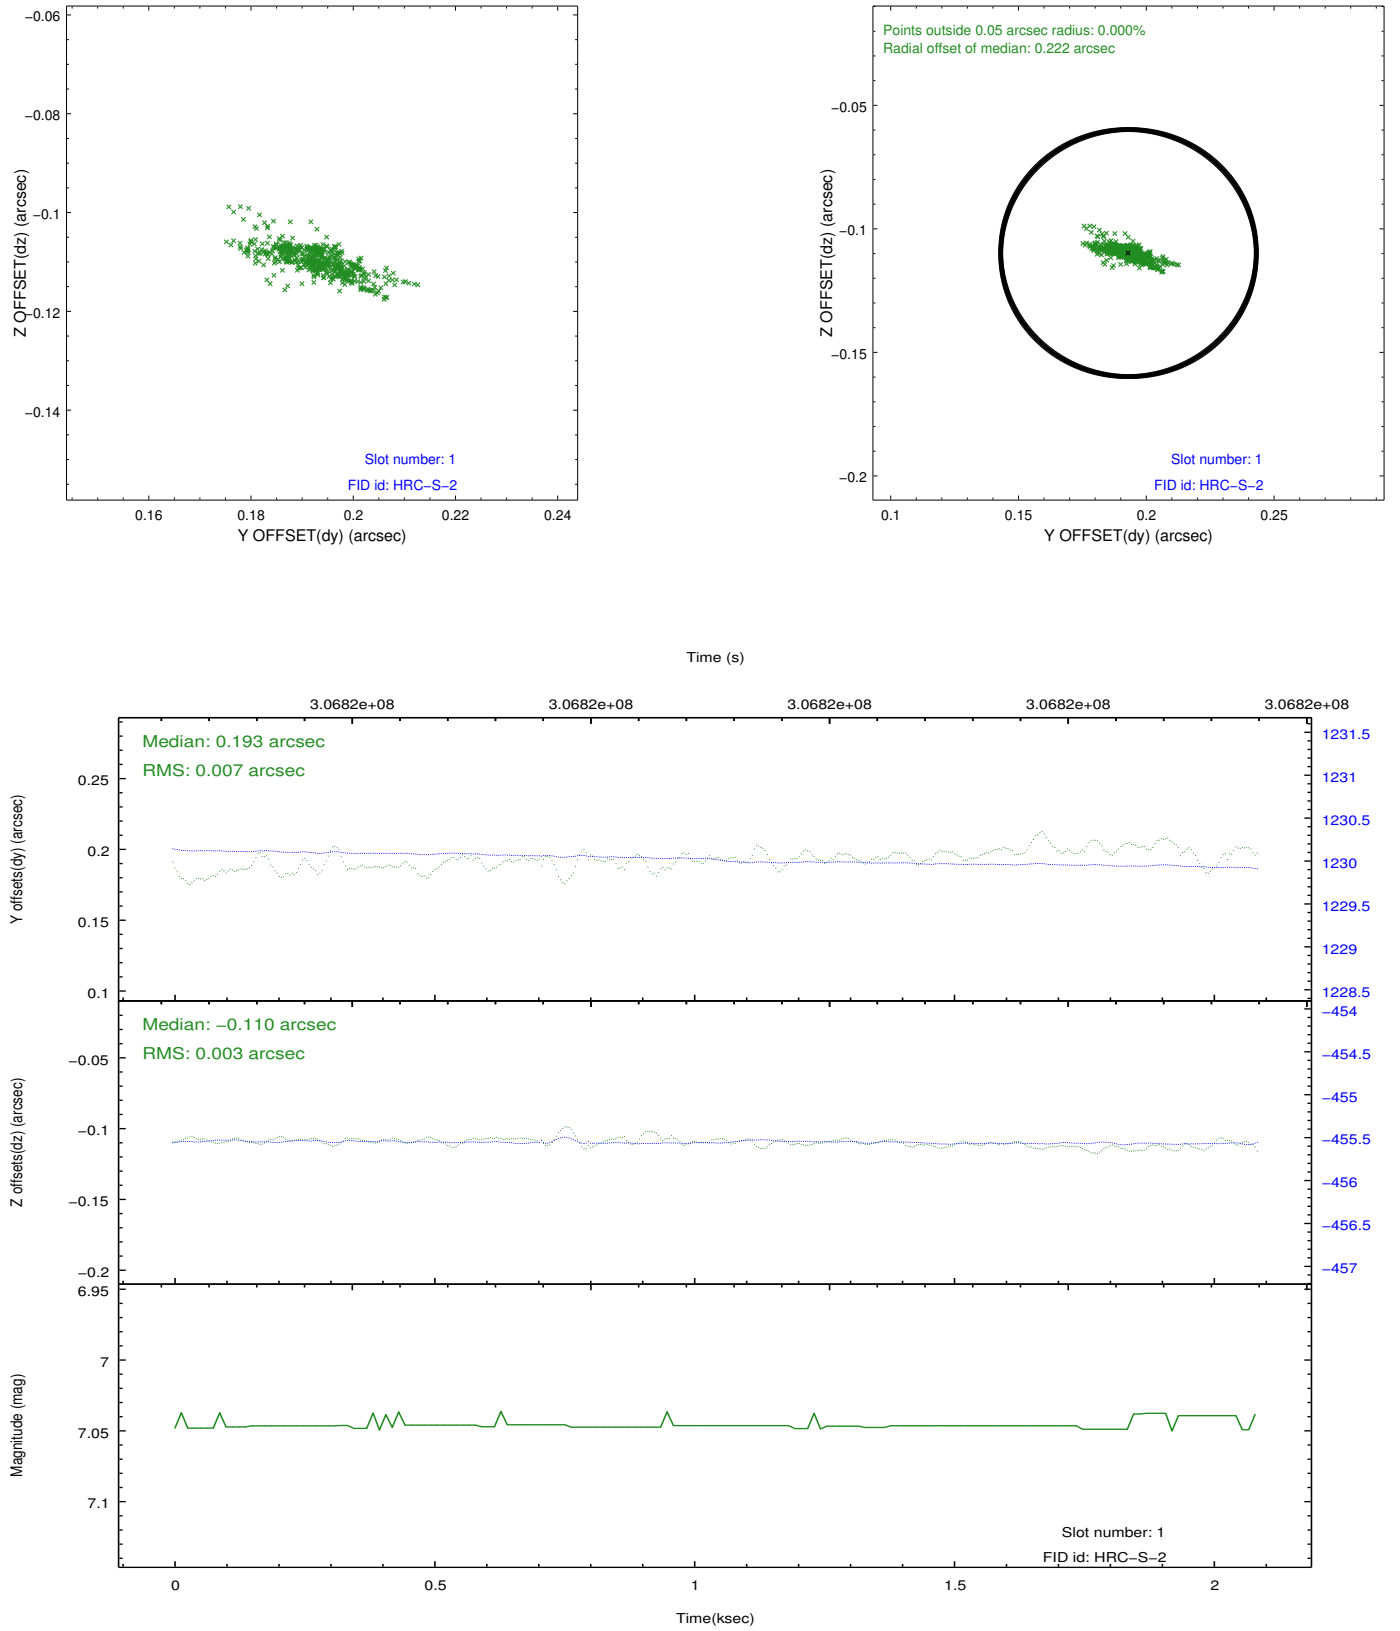 −0.06
−0.08
−0.1
−0.12
−0.14
Z OFFSET(dz) (arcsec)
Slot number: 1
FID id: HRC−S−2
0.16 0.18 0.2 0.22 0.24
Y OFFSET(dy) (arcsec)
Points outside 0.05 arcsec radius: 0.000%
Radial offset of median: 0.222 arcsec
−0.05
−0.1
−0.15
−0.2
Z OFFSET(dz) (arcsec)
Slot number: 1
FID id: HRC−S−2
0.1 0.15 0.2 0.25
Y OFFSET(dy) (arcsec)
Time (s)
3.0682e+08 3.0682e+08 3.0682e+08 3.0682e+08 3.0682e+08
Median: 0.193 arcsec
RMS: 0.007 arcsec
0.25
0.2
0.15
0.1
Y offsets(dy) (arcsec)
1231.5
1231
1230.5
1230
1229.5
1229
1228.5
Median: −0.110 arcsec
RMS: 0.003 arcsec
−0.05
−0.1
−0.15
−0.2
Z offsets(dz) (arcsec)
−454
−454.5
−455
−455.5
−456
−456.5
−457
6.95
7
7.05
7.1
Magnitude (mag)
Slot number: 1
FID id: HRC−S−2
0 0.5 1 1.5 2
Time(ksec)